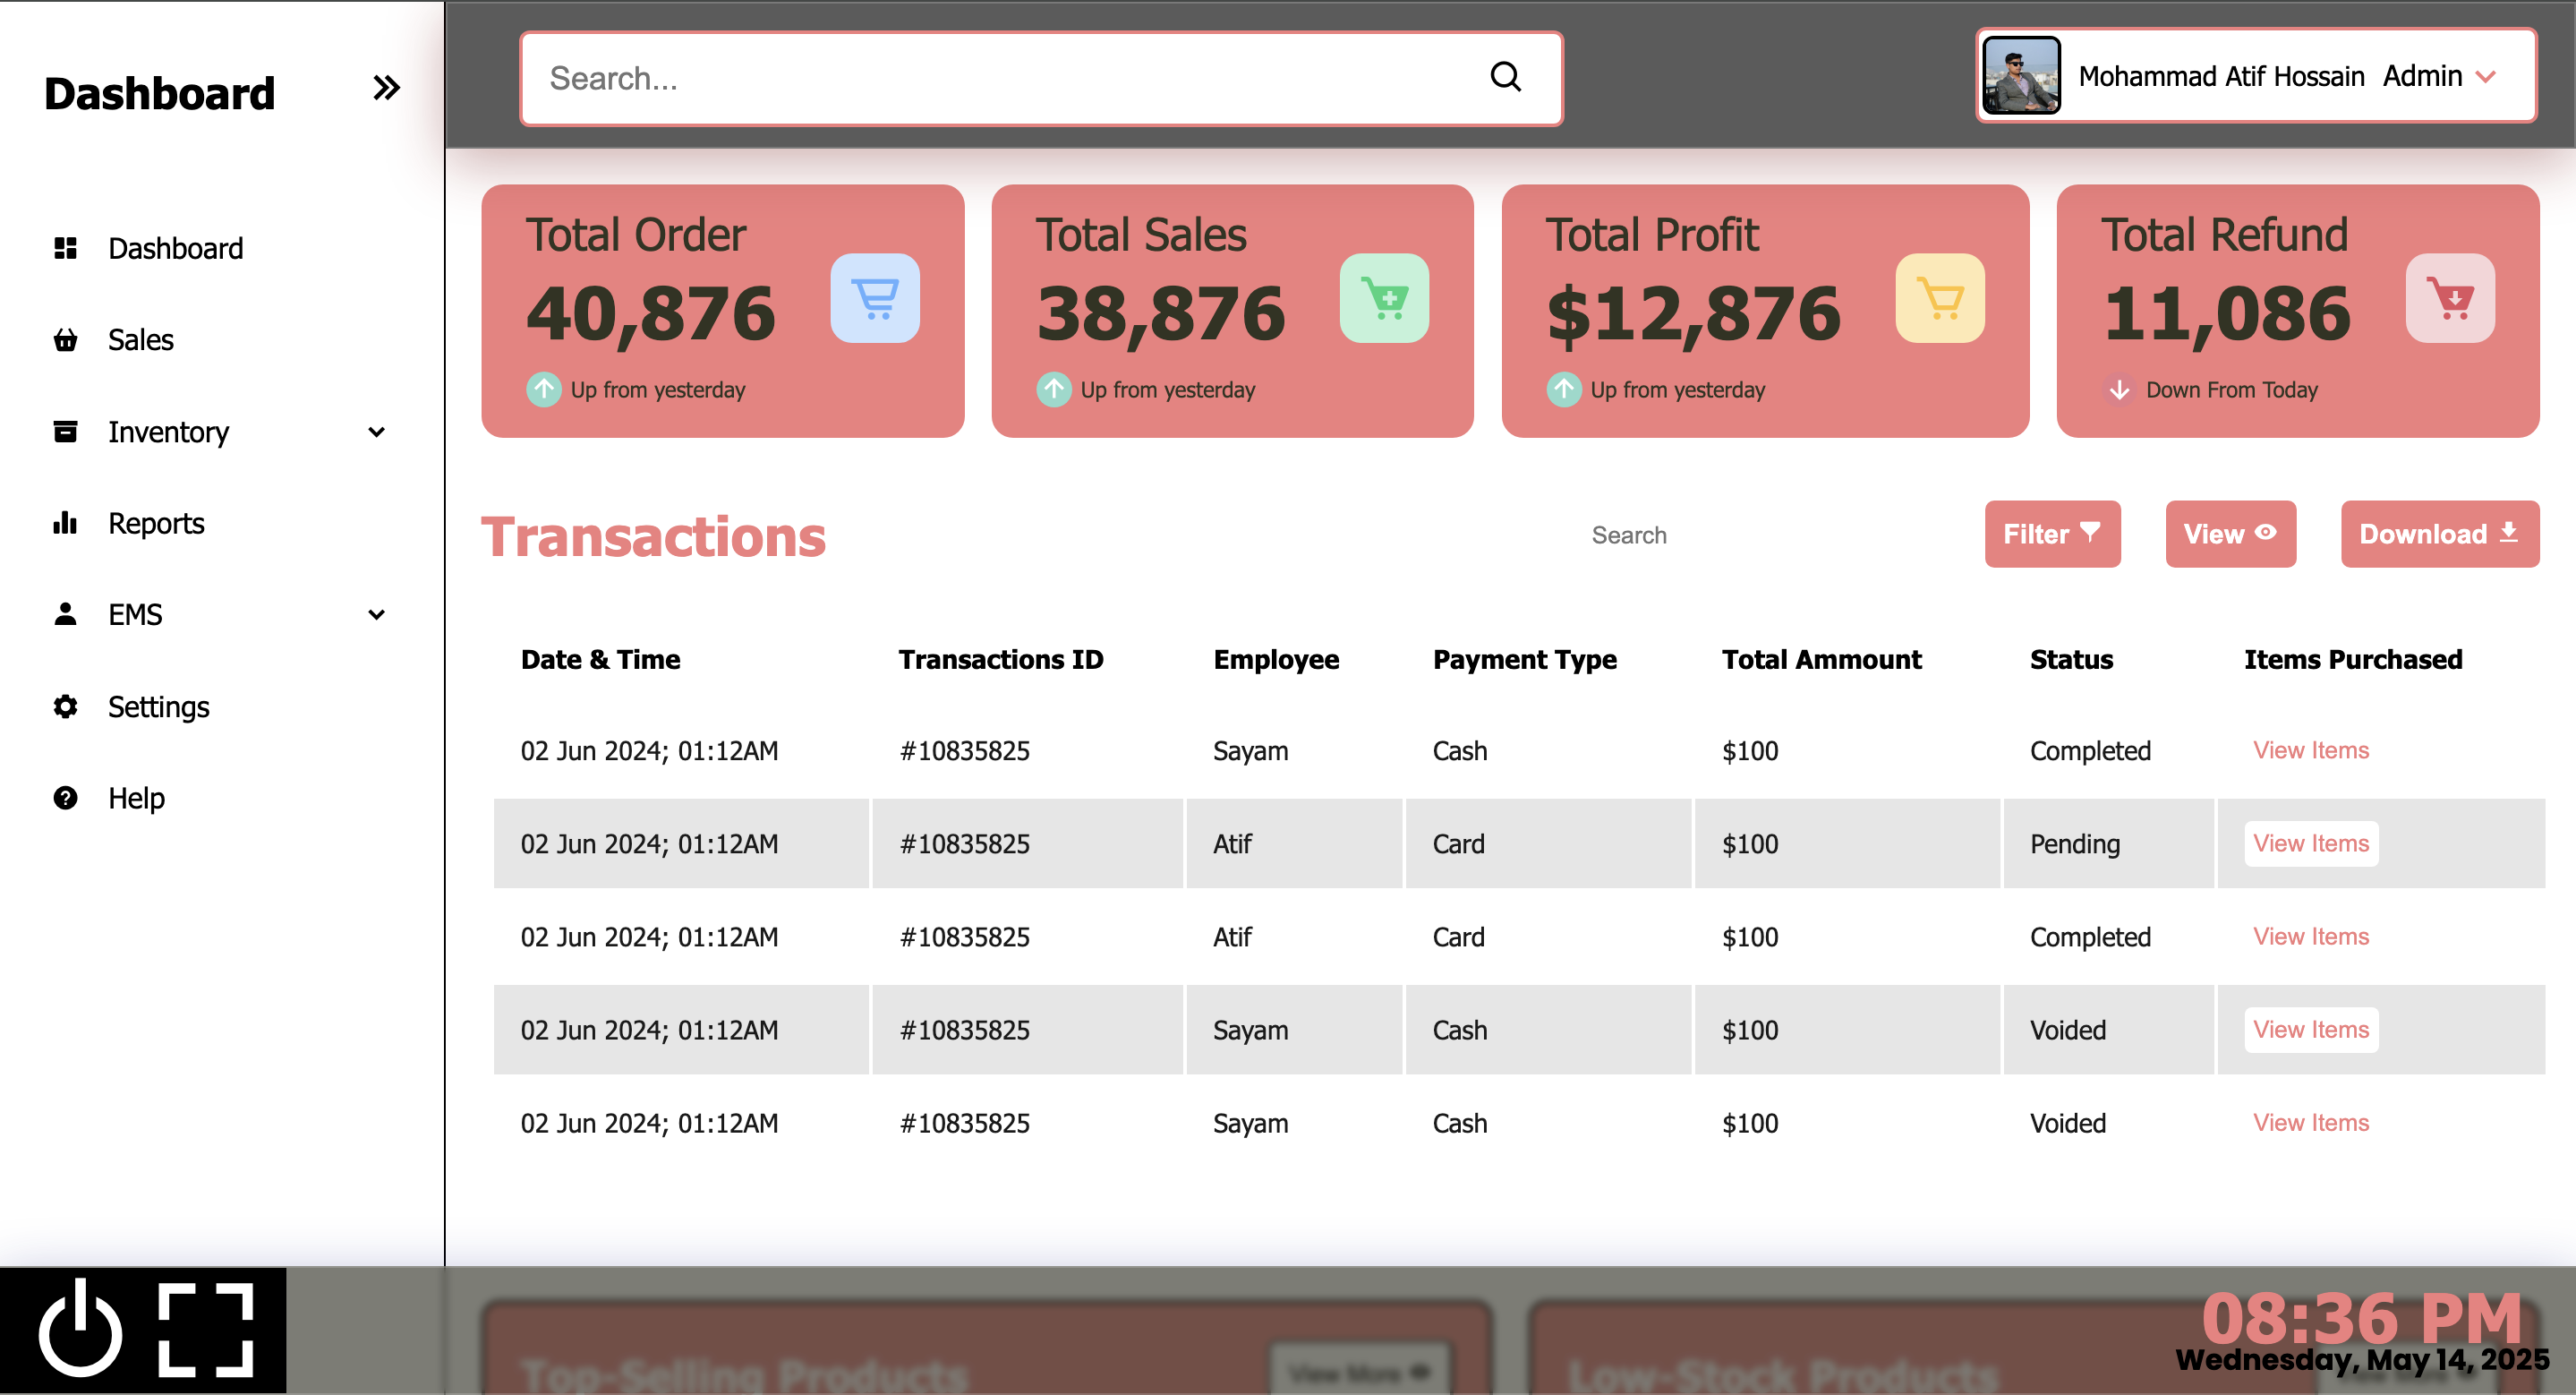 Dashboard
Search...
Mohammad Atif Hossain Admin
Dashboard
Sales
Inventory
Reports
EMS
Settings
Help
Total Order
40,876
Up from yesterday
Total Sales
38,876
Up from yesterday
Total Profit
$12,876
Up from yesterday
Total Refund
11,086
Down From Today
Transactions
Search
Filter
View
Download
Date & Time Transactions ID Employee Payment Type Total Ammount Status Items Purchased
02 Jun 2024; 01:12AM #10835825 Sayam Cash $100 Completed View Items
02 Jun 2024; 01:12AM #10835825 Atif Card $100 Pending View Items
02 Jun 2024; 01:12AM #10835825 Atif Card $100 Completed View Items
02 Jun 2024; 01:12AM #10835825 Sayam Cash $100 Voided View Items
02 Jun 2024; 01:12AM #10835825 Sayam Cash $100 Voided View Items
Top-Selling Products
View More
Low-Stock Products
08:36 PM
Wednesday, May 14, 2025